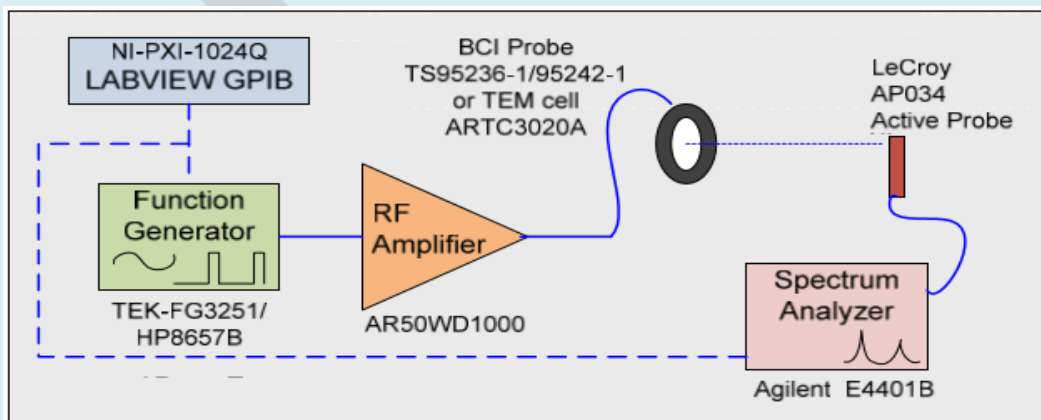 NI-PXI-1024Q
LABVIEW GPIB
BCI Probe
TS95236-1/95242-1
or TEM cell
ARTC3020A
LeCroy
AP034
Active Probe
Function
Generator
TEK-FG3251/
HP8657B
RF
Amplifier
AR50WD1000
Spectrum
Analyzer
Agilent E4401B